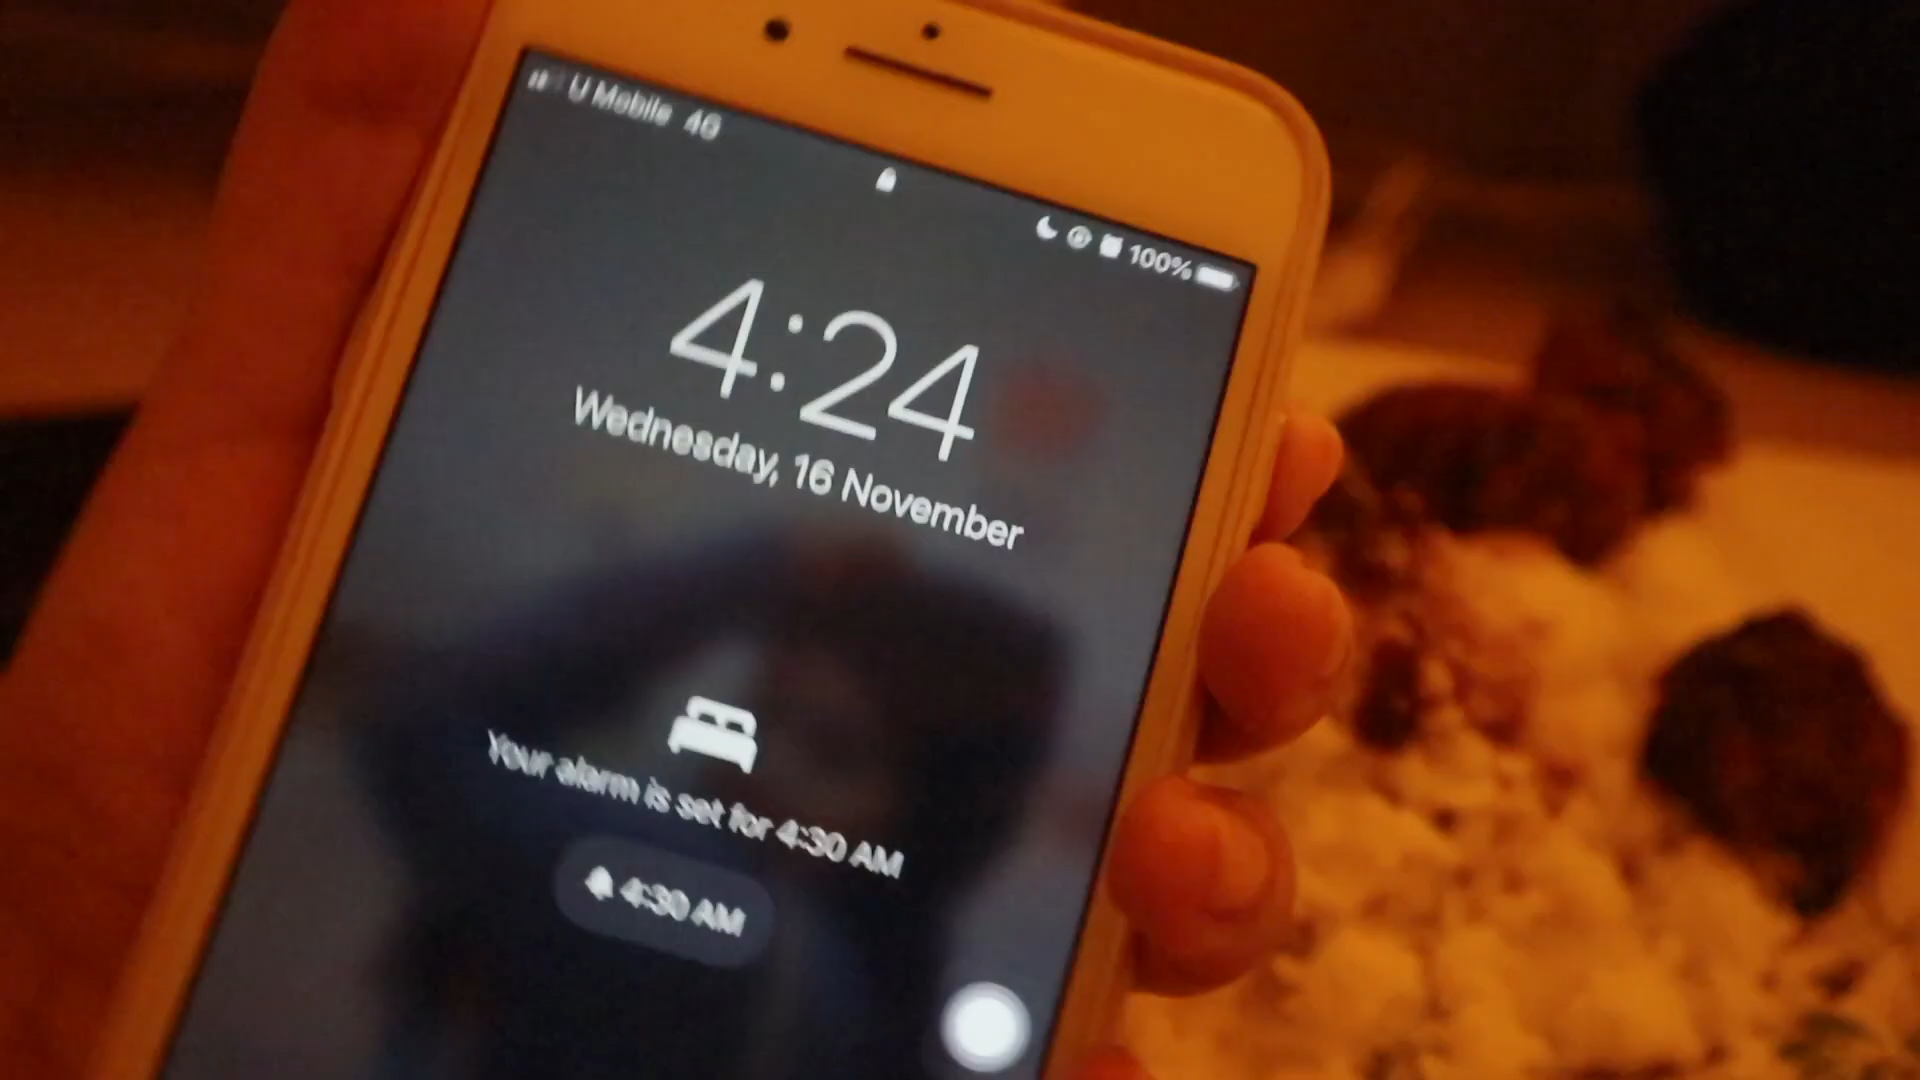 U Mobile 4G
100%
4:24
Wednesday, 16 November
Your alarm is set for 4:30 AM
4:30 AM